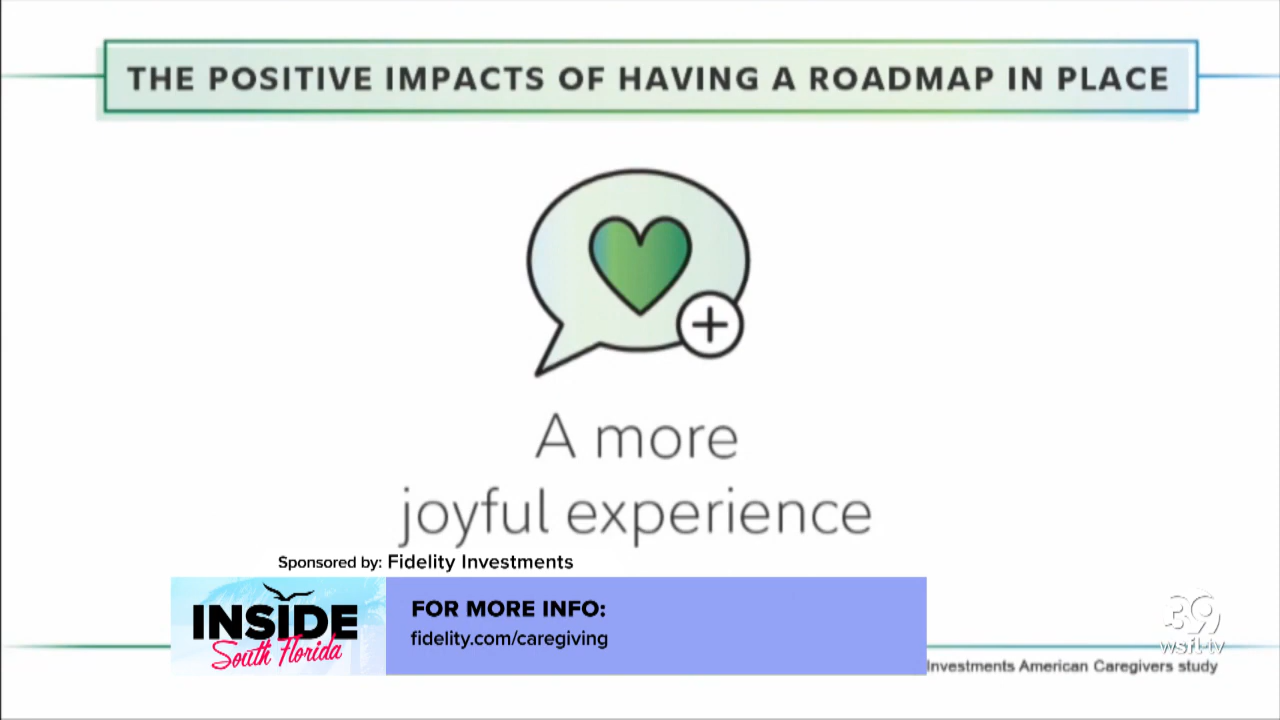 THE POSITIVE IMPACTS OF HAVING A ROADMAP IN PLACE
A more
joyful experience
Sponsored by: Fidelity Investments
INSIDE
South Florida
FOR MORE INFO:
fidelity.com/caregiving
39
wsfl-tv
Investments American Caregivers study